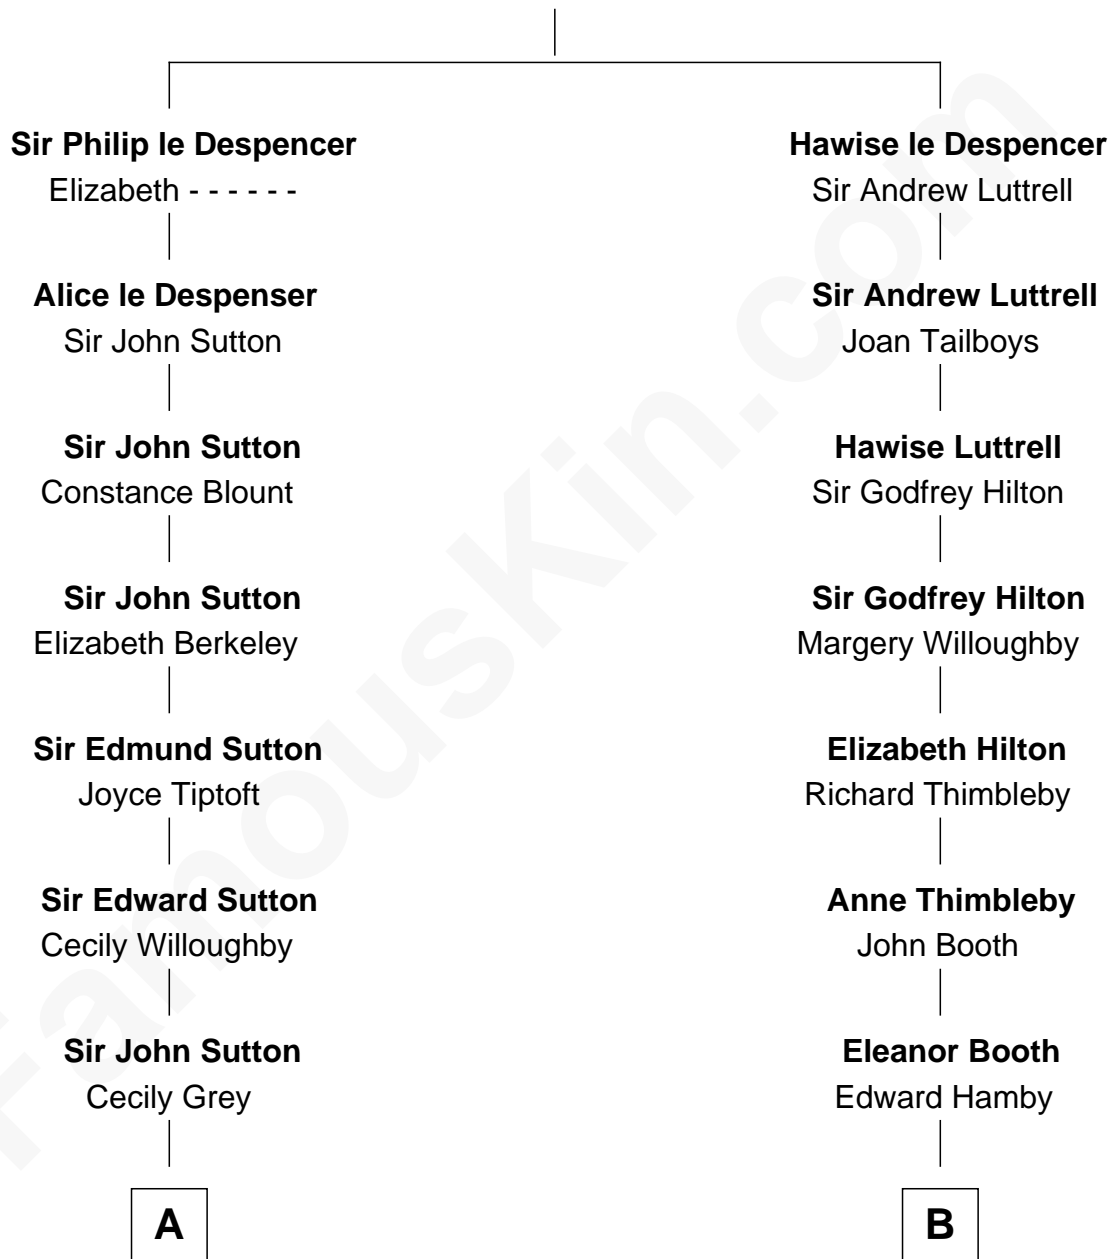 Sir Philip le Despencer
Elizabeth - - - - - -
Alice le Despenser
Sir John Sutton
Sir John Sutton
Constance Blount
Sir John Sutton
Elizabeth Berkeley
Sir Edmund Sutton
Joyce Tiptoft
Sir Edward Sutton
Cecily Willoughby
Sir John Sutton
Cecily Grey
A
Hawise le Despencer
Sir Andrew Luttrell
Sir Andrew Luttrell
Joan Tailboys
Hawise Luttrell
Sir Godfrey Hilton
Sir Godfrey Hilton
Margery Willoughby
Elizabeth Hilton
Richard Thimbleby
Anne Thimbleby
John Booth
Eleanor Booth
Edward Hamby
B
FamousKin.com